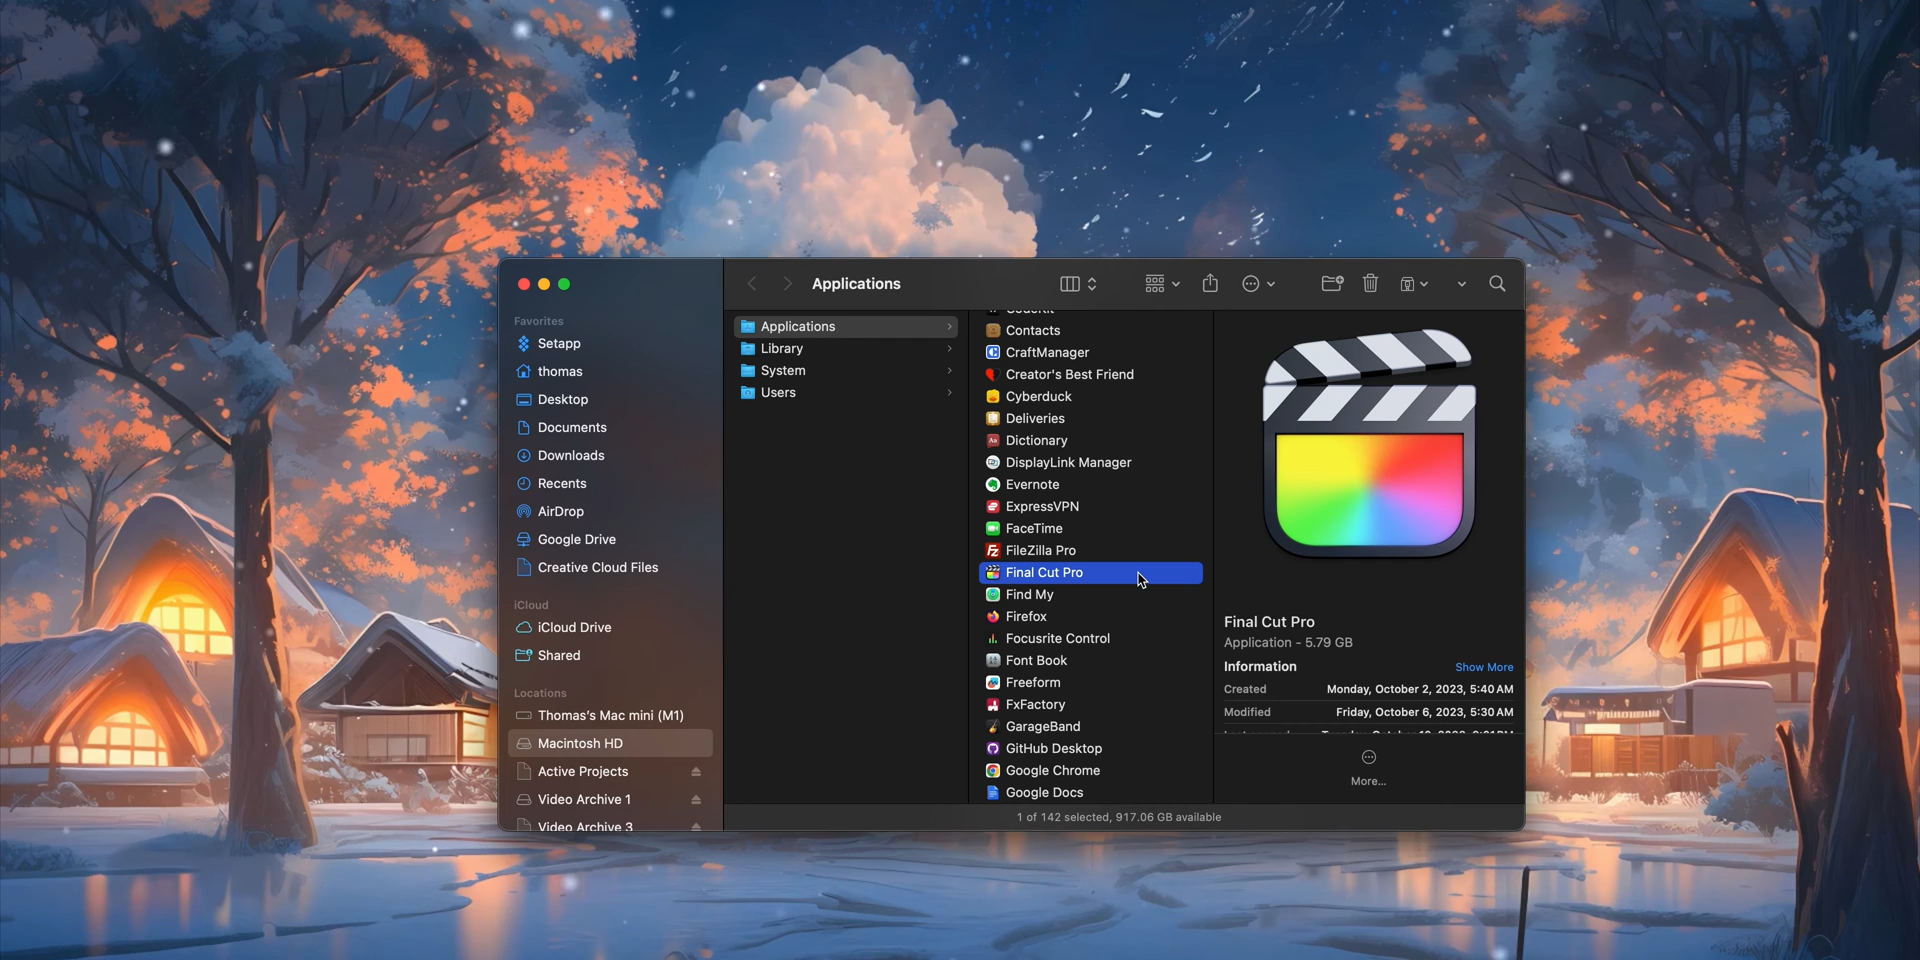 Applications
Favorites
Setapp
thomas
Desktop
Documents
Downloads
Recents
AirDrop
Google Drive
Creative Cloud Files
iCloud
iCloud Drive
Shared
Locations
Thomas's Mac mini (M1)
Macintosh HD
Active Projects
Video Archive 1
Video Archive 3
Applications
Library
System
Users
Contacts
CraftManager
Creator's Best Friend
Cyberduck
Deliveries
Dictionary
DisplayLink Manager
Evernote
ExpressVPN
FaceTime
FileZilla Pro
Final Cut Pro
Find My
Firefox
Focusrite Control
Font Book
Freeform
FxFactory
GarageBand
GitHub Desktop
Google Chrome
Google Docs
Final Cut Pro
Application - 5.79 GB
Information Show More
Created Monday, October 2, 2023, 5:40 AM
Modified Friday, October 6, 2023, 5:30 AM
More...
1 of 142 selected, 917.06 GB available